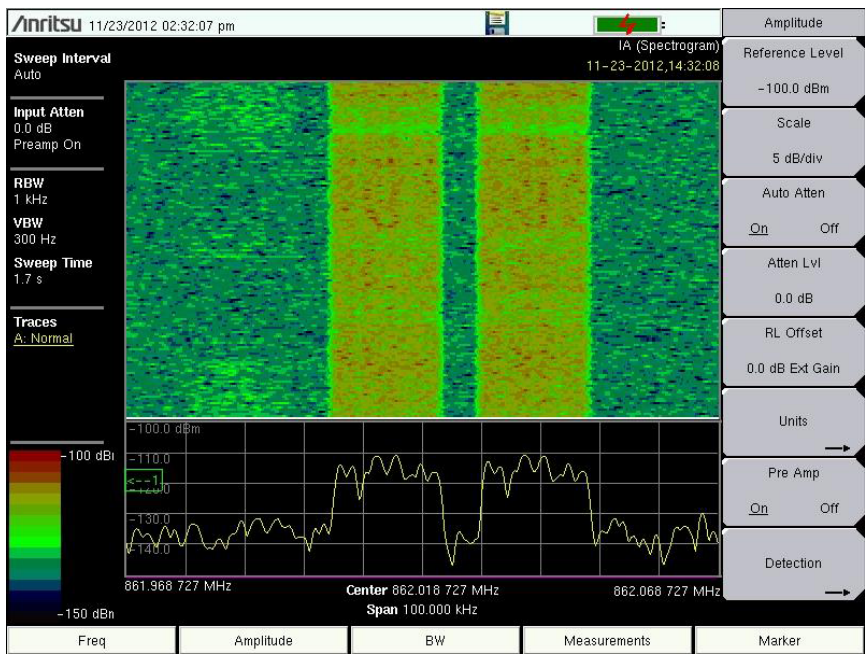 /Inritsu 11/23/2012 02:32:07 pm
Amplitude
IA (Spectrogram)
11-23-2012,14:32:08
Sweep Interval
Auto
Input Atten
0.0 dB
Preamp On
RBW
1 kHz
VBW
300 Hz
Sweep Time
1.7 s
Traces
A: Normal
-100 dBr
-150 dBn
-100.0 dBm
-110.0
<--1
-120.0
-130.0
-140.0
861.968 727 MHz
Center 862.018 727 MHz
862.068 727 MHz
Span 100.000 kHz
Reference Level
-100.0 dBm
Scale
5 dB/div
Auto Atten
On Off
Atten Lvl
0.0 dB
RL Offset
0.0 dB Ext Gain
Units
Pre Amp
On Off
Detection
Freq Amplitude BW Measurements Marker